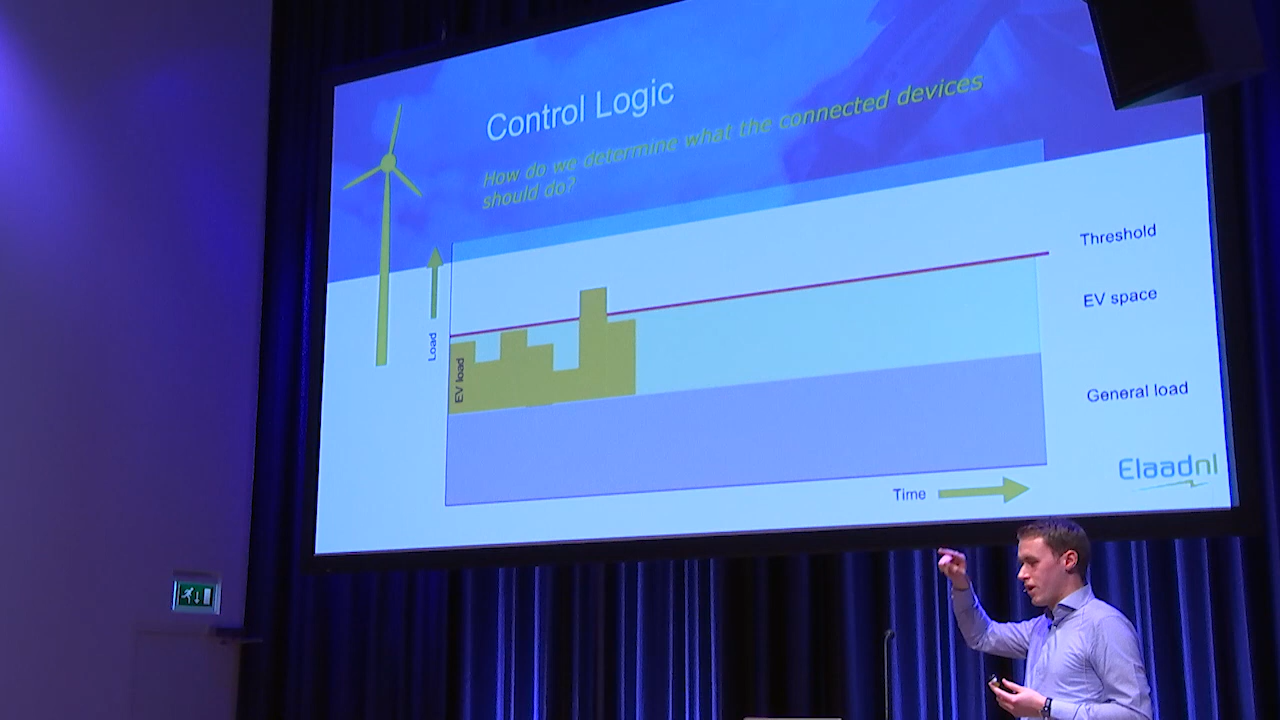 Control Logic
How do we determine what the connected devices
should do?
Threshold
EV space
General load
Load
EV load
Time
Elaadnl